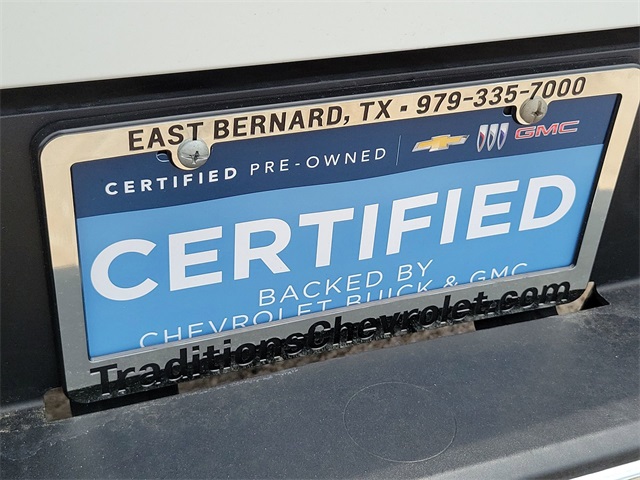 EAST BERNARD, TX - 979-335-7000
CERTIFIED PRE-OWNED GMC
CERTIFIED
BACKED BY
CHEVROLET BUICK & GMC
TraditionsChevrolet.com